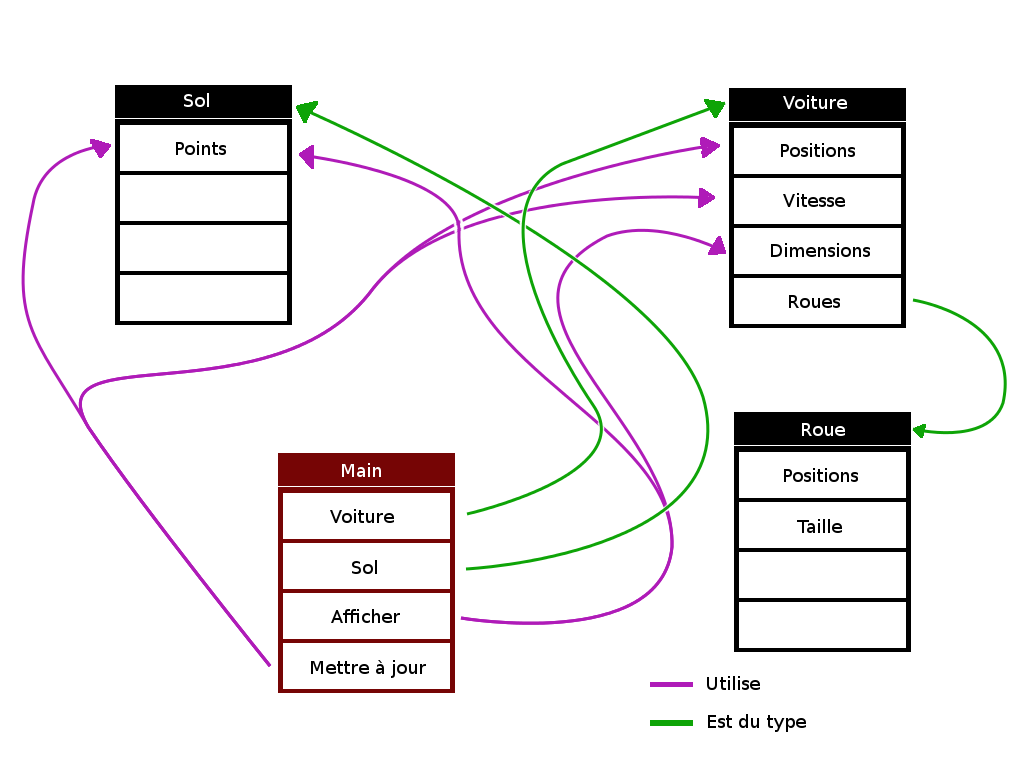 Sol
Points
Voiture
Positions
Vitesse
Dimensions
Roues
Roue
Positions
Taille
Main
Voiture
Sol
Afficher
Mettre à jour
Utilise
Est du type